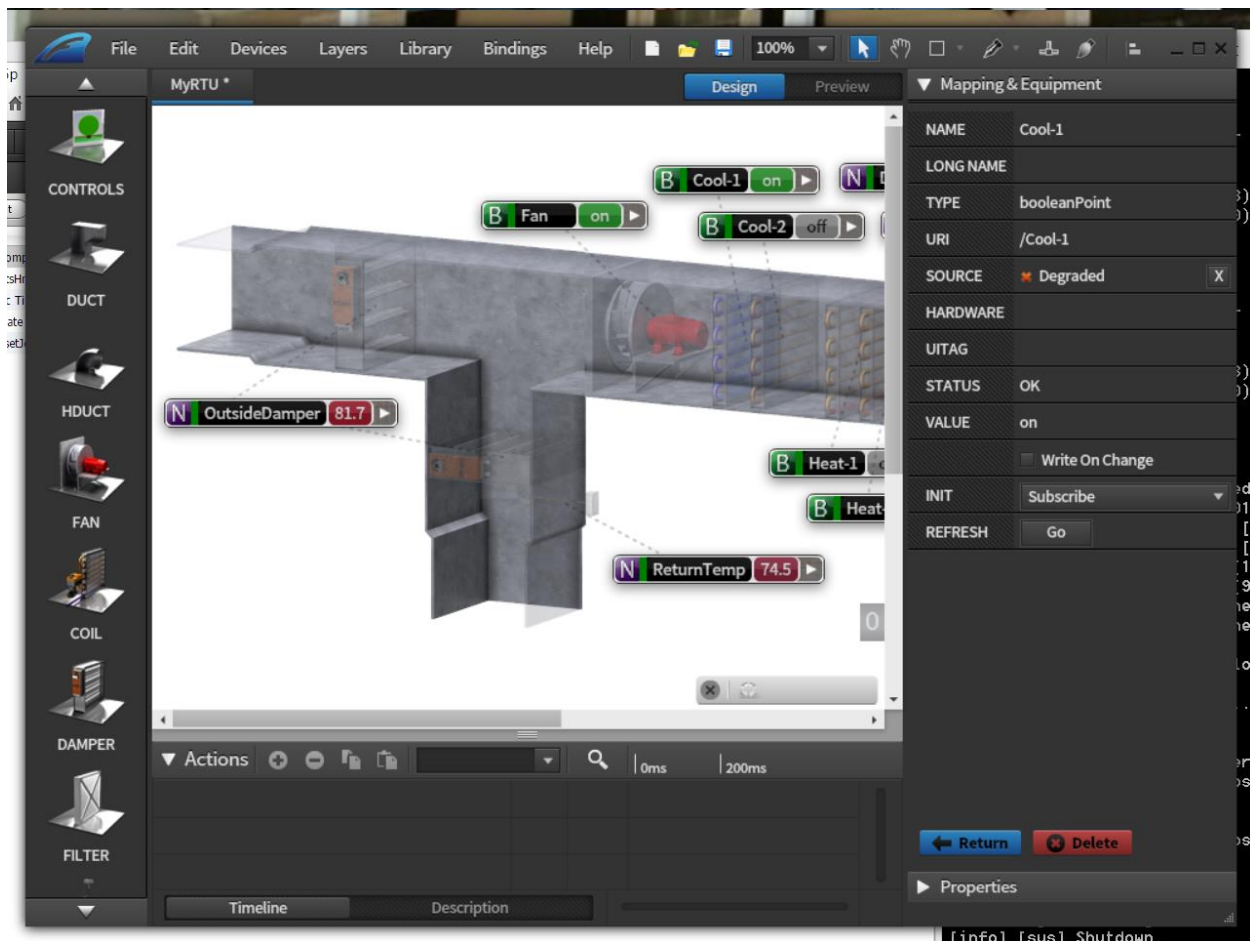 File Edit Devices Layers Library Bindings Help 100%
MyRTU *
Design Preview
CONTROLS
DUCT
HDUCT
FAN
COIL
DAMPER
FILTER
B Cool-1 on
N
B Fan on
B Cool-2 off
N OutsideDamper 81.7
B Heat-1
B Heat-
N ReturnTemp 74.5
0
Actions
0ms 200ms
Timeline Description
Mapping & Equipment
NAME Cool-1
LONG NAME
TYPE booleanPoint
URI /Cool-1
SOURCE Degraded X
HARDWARE
UITAG
STATUS OK
VALUE on
Write On Change
INIT Subscribe
REFRESH Go
Return Delete
Properties
[info] [sus] Shutdown